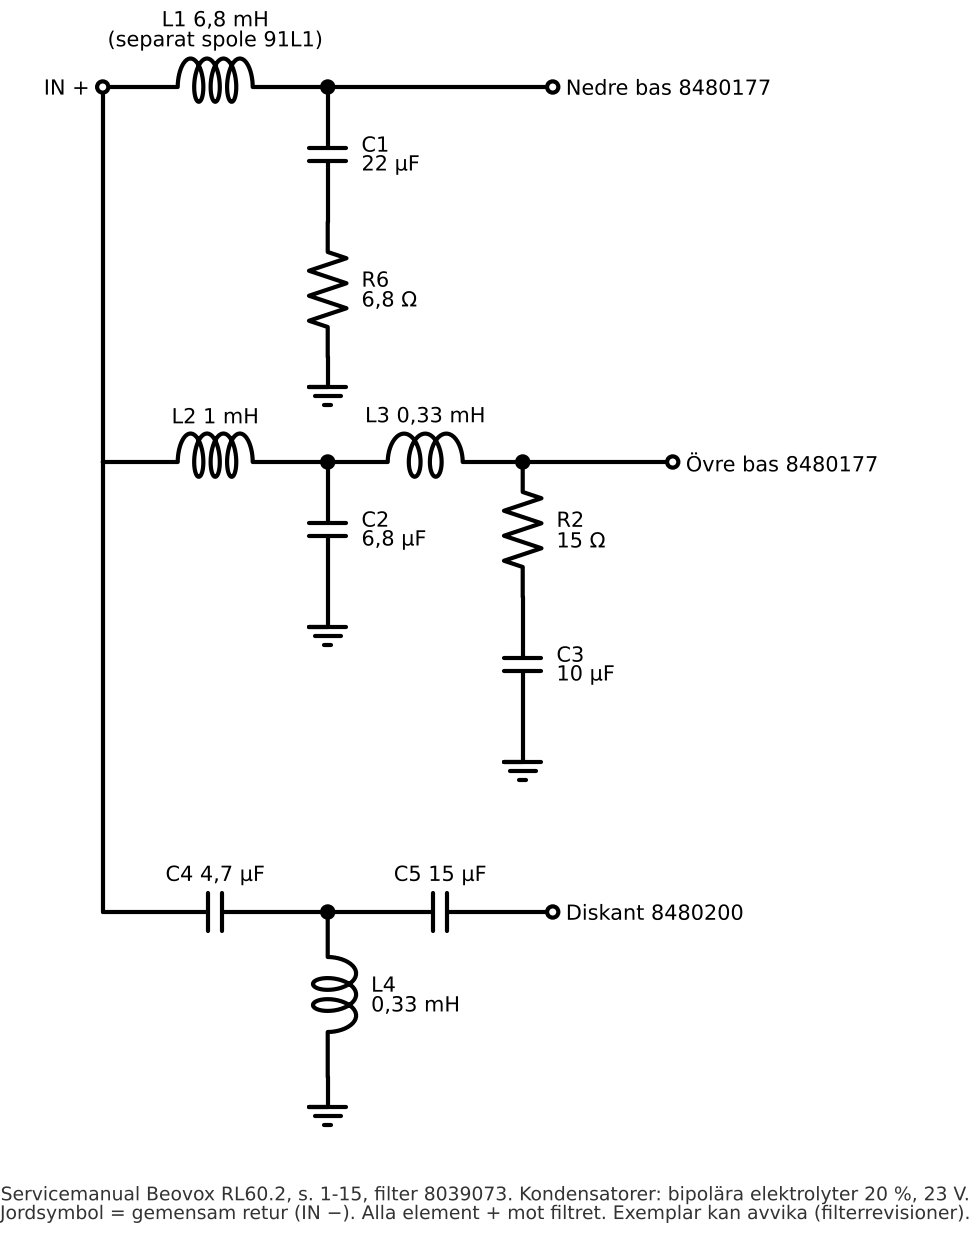 L1 6,8 mH
(separat spole 91L1)
IN +
Nedre bas 8480177
C1
22 µF
R6
6,8 Ω
L2 1 mH
L3 0,33 mH
Övre bas 8480177
C2
6,8 µF
R2
15 Ω
C3
10 µF
C4 4,7 µF
C5 15 µF
Diskant 8480200
L4
0,33 mH
Servicemanual Beovox RL60.2, s. 1-15, filter 8039073. Kondensatorer: bipolära elektrolyter 20 %, 23 V.
Jordsymbol = gemensam retur (IN −). Alla element + mot filtret. Exemplar kan avvika (filterrevisioner).